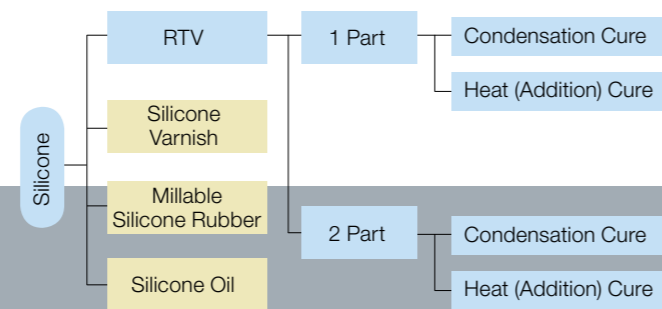 Silicone
RTV
Silicone
Varnish
Millable
Silicone Rubber
Silicone Oil
1 Part
2 Part
Condensation Cure
Heat (Addition) Cure
Condensation Cure
Heat (Addition) Cure